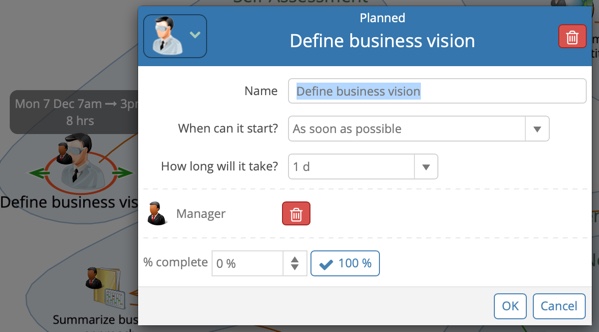 Self-Assessment
Planned
Define business vision
Name
Define business vision
Mon 7 Dec 7am → 3p
8 hrs
When can it start?
As soon as possible
How long will it take?
1 d
Define business vis
Manager
% complete
0 %
100 %
Summarize bus
OK
Cancel